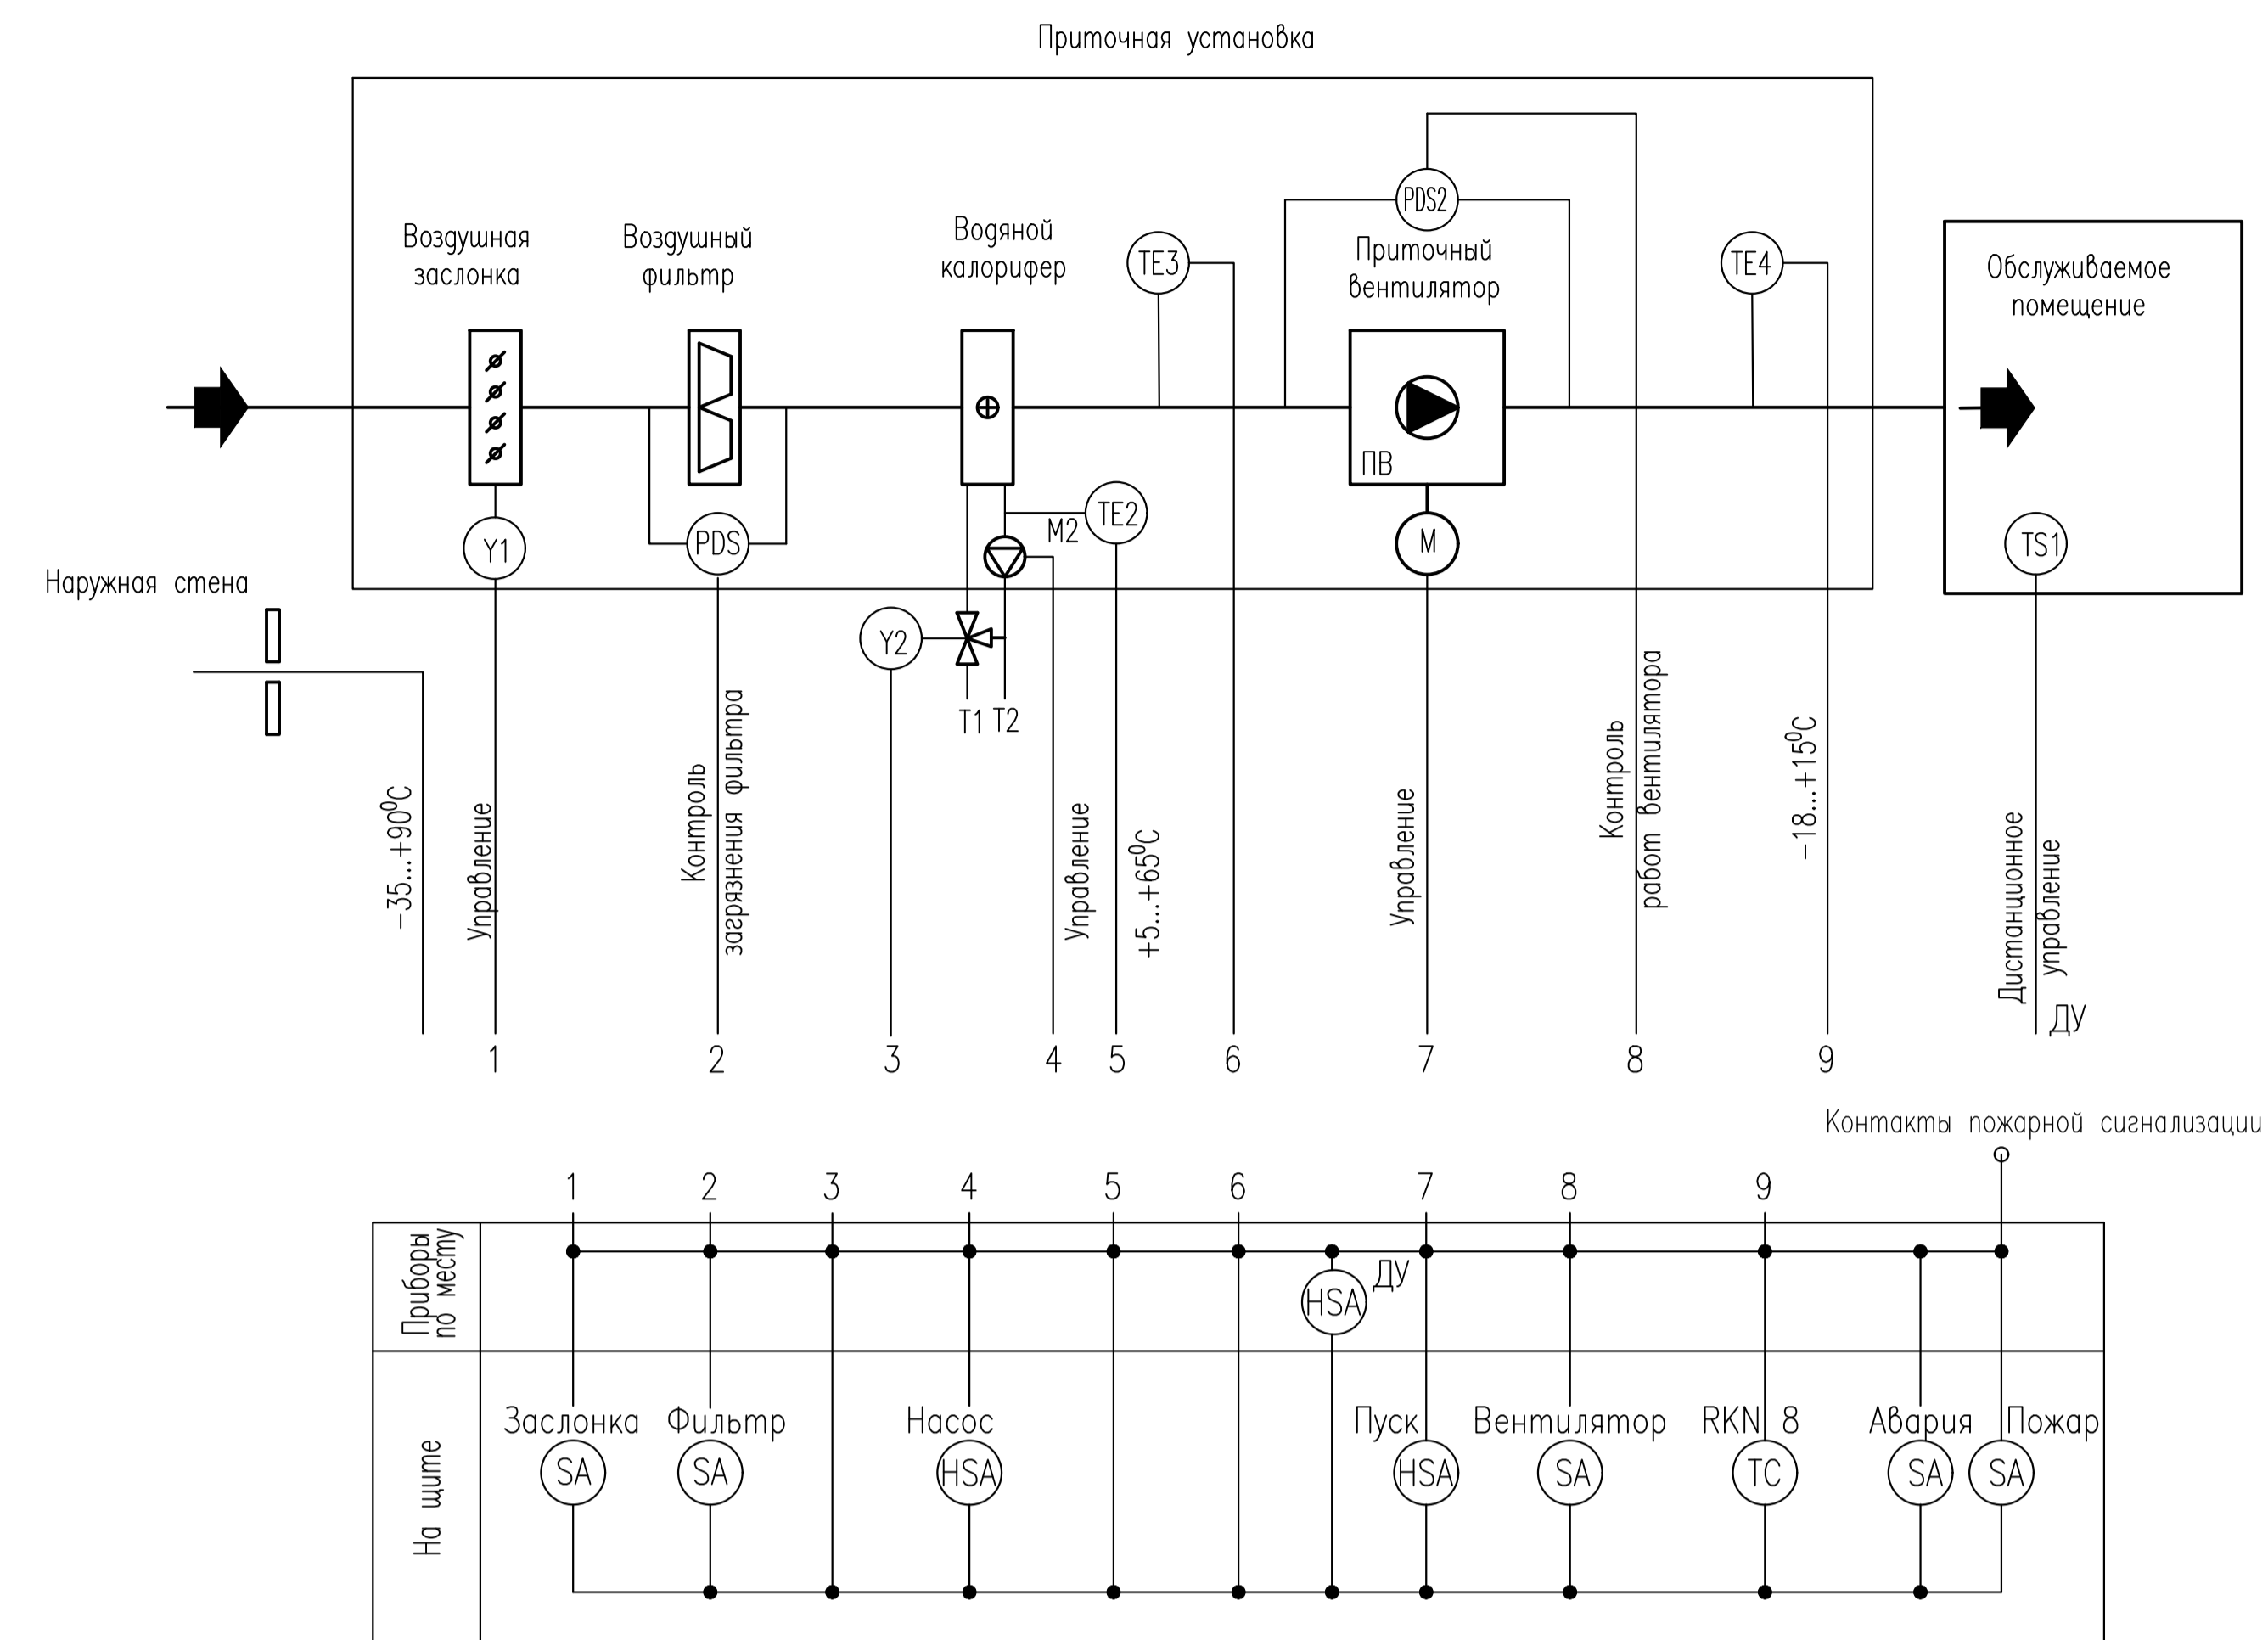 Приточная установка
PDS2
Воздушная
заслонка
Воздушный
фильтр
Водяной
калорифер
TE3
Приточный
вентилятор
TE4
Обслуживаемое
помещение
ПВ
Y1
PDS
M2
TE2
M
TS1
Наружная стена
Y2
T1 T2
-35...+90⁰C
Управление
Контроль
загрязнения фильтра
Управление
+5...+65⁰C
Управление
Контроль
работ вентилятора
-18...+15⁰C
Дистанционное
управление
ДУ
1 2 3 4 5 6 7 8 9
Контакты пожарной сигнализации
1 2 3 4 5 6 7 8 9
Приборы
по месту
HSA
ДУ
На щите
Заслонка Фильтр Насос Пуск Вентилятор RKN 8 Авария Пожар
SA SA HSA HSA SA TC SA SA